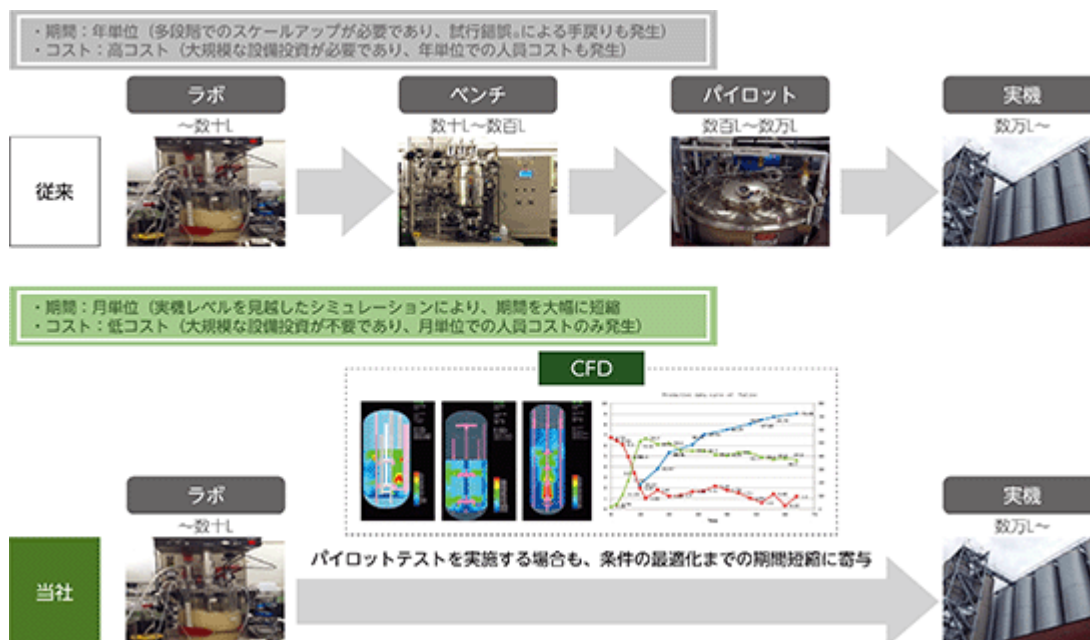 ・期間：年単位（多段階でのスケールアップが必要であり、試行錯誤。による手戻りも発生）
・コスト：高コスト（大規模な設備投資が必要であり、年単位での人員コストも発生）
ラボ
ベンチ
パイロット
実機
～数十L
数十L～数百L
数百L～数万L
数万L～
従来
・期間：月単位（実機レベルを見越したシミュレーションにより、期間を大幅に短縮
・コスト：低コスト（大規模な設備投資が不要であり、月単位での人員コストのみ発生）
CFD
ラボ
実機
～数十L
数万L～
パイロットテストを実施する場合も、条件の最適化までの期間短縮に寄与
当社